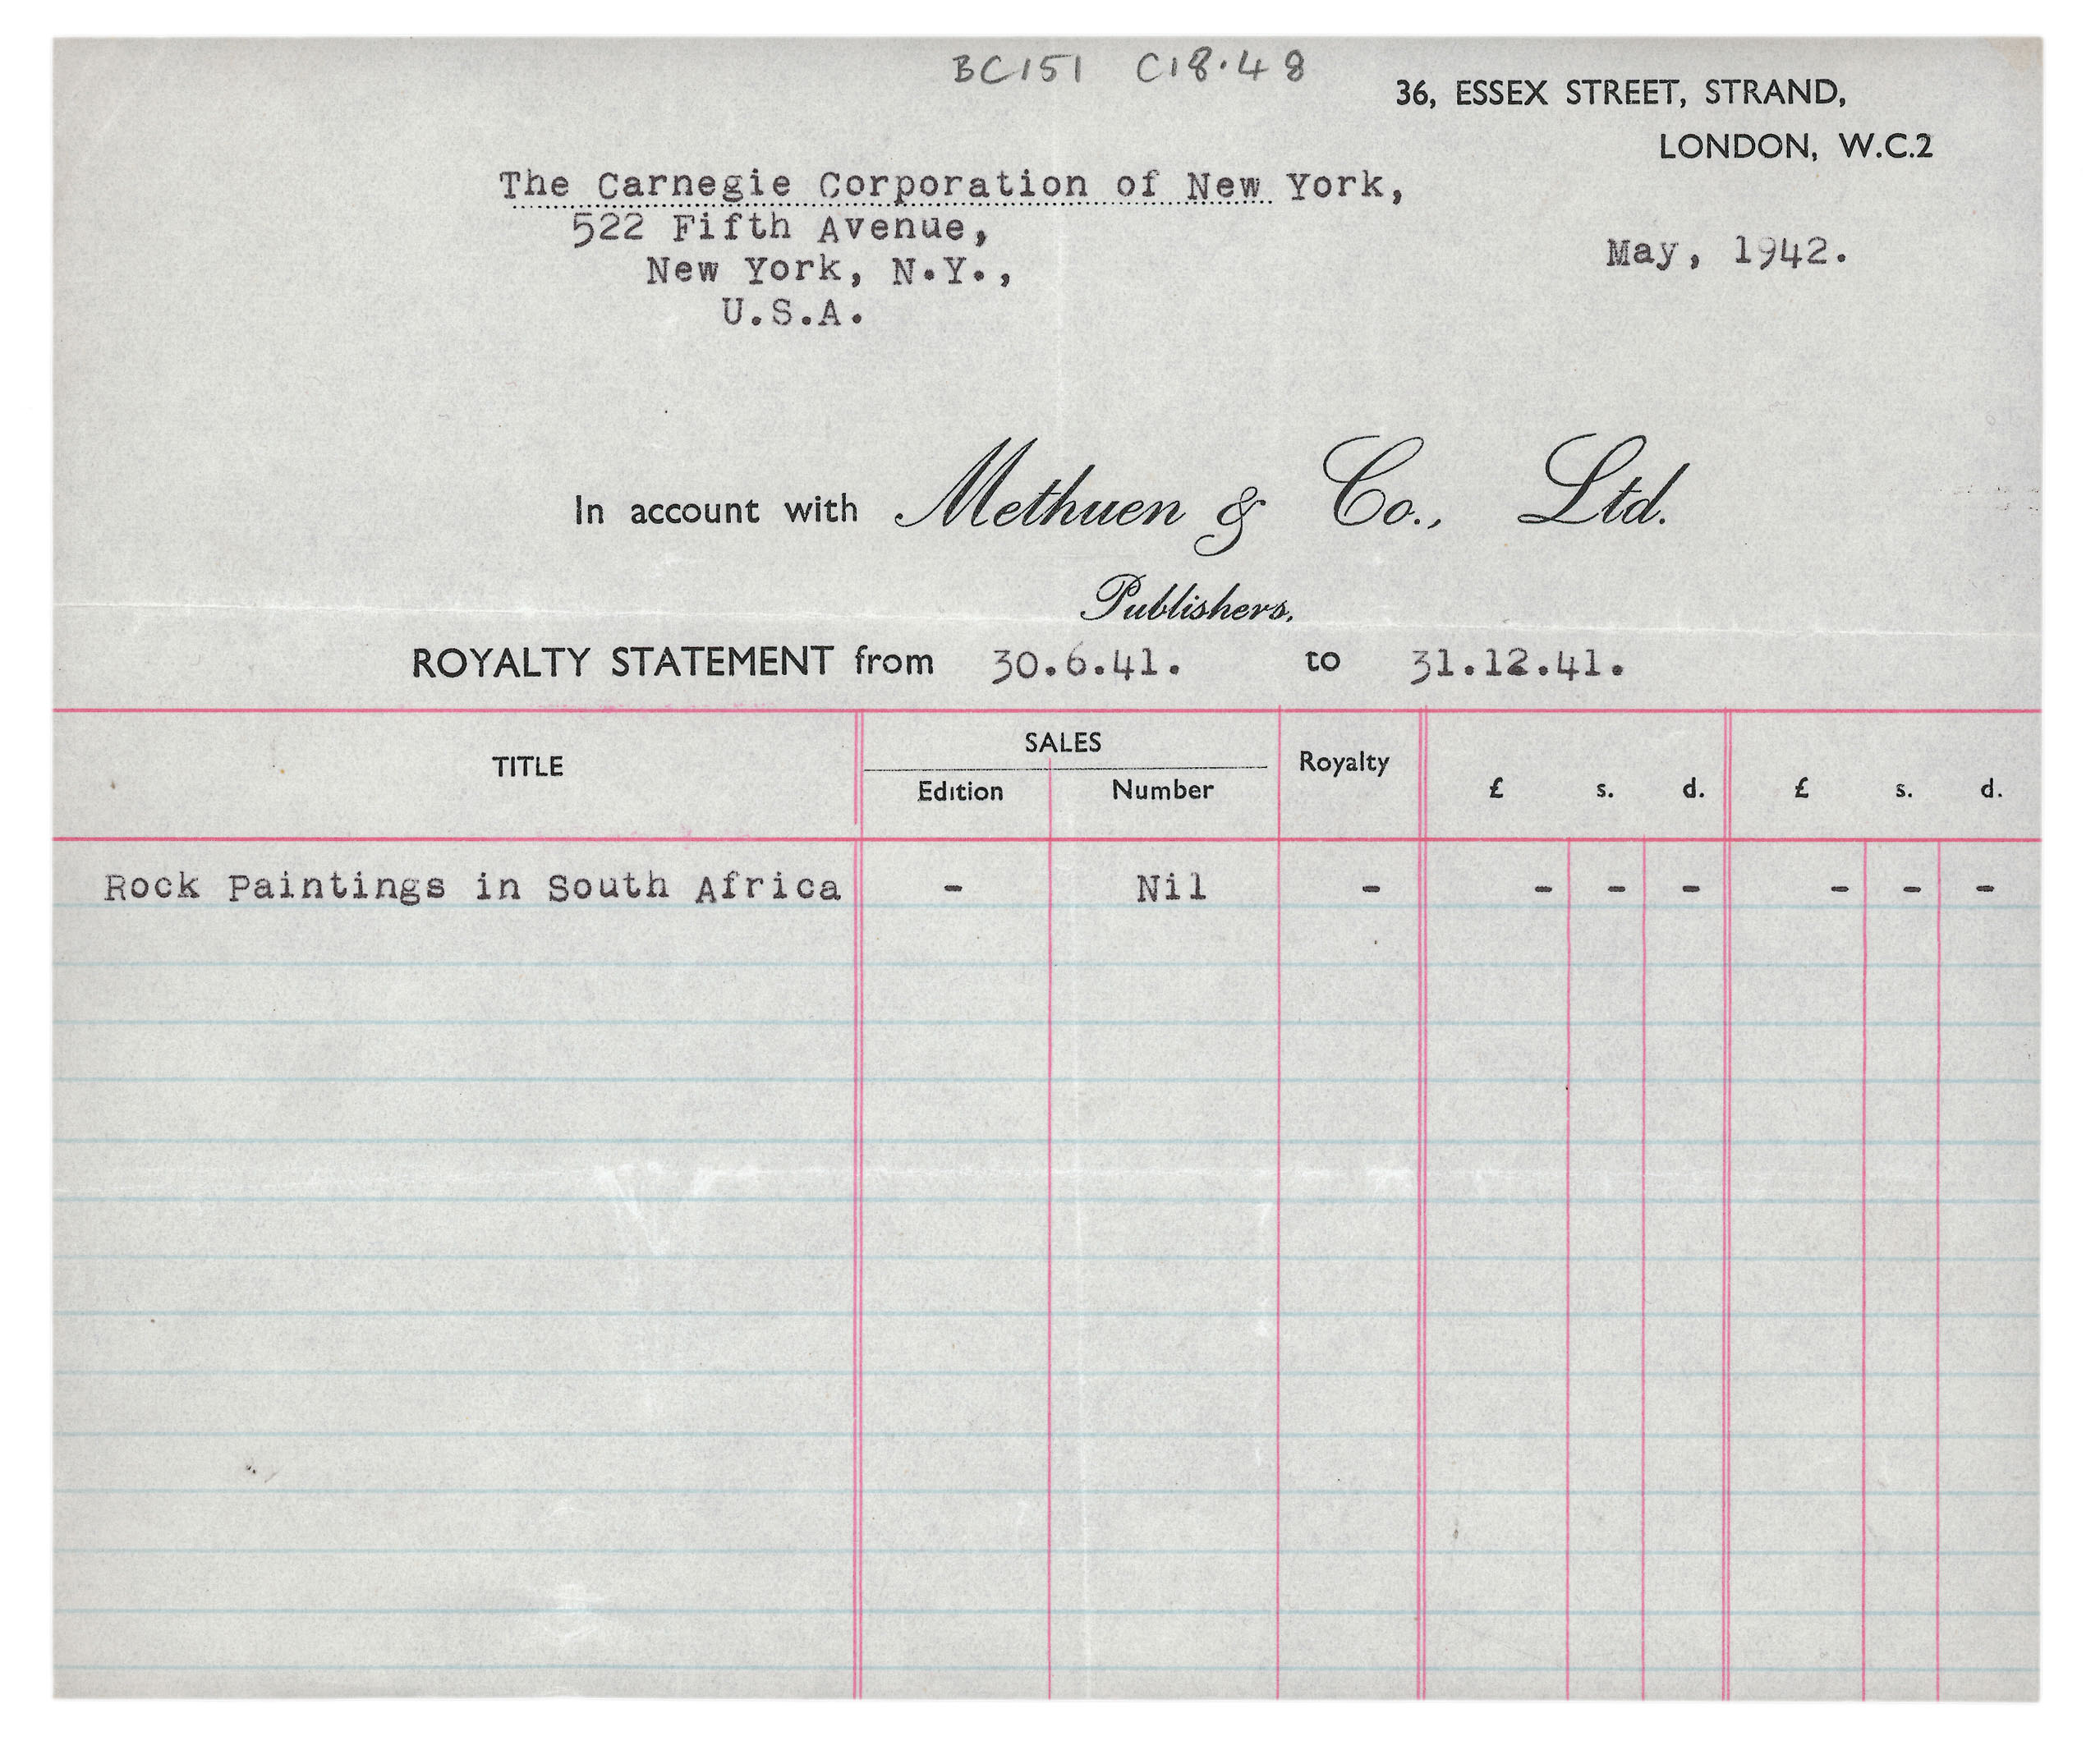 BC151 C18.48
36, ESSEX STREET, STRAND,
LONDON, W.C.2
The Carnegie Corporation of New York,
522 Fifth Avenue,
New York, N.Y.,
U.S.A.
May, 1942.
In account with Methuen & Co., Ltd.
Publishers.
ROYALTY STATEMENT from 30.6.41. to 31.12.41.
TITLE SALES Royalty £ s. d. £ s. d.
Edition Number
Rock Paintings in South Africa - Nil - - - - - - -